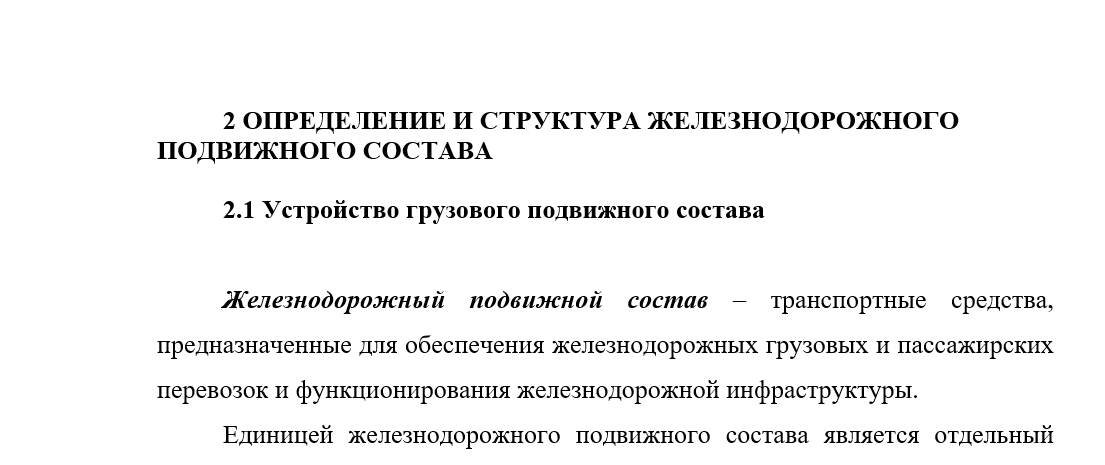 2 ОПРЕДЕЛЕНИЕ И СТРУКТУРА ЖЕЛЕЗНОДОРОЖНОГО
ПОДВИЖНОГО СОСТАВА
2.1 Устройство грузового подвижного состава
Железнодорожный подвижной состав – транспортные средства,
предназначенные для обеспечения железнодорожных грузовых и пассажирских
перевозок и функционирования железнодорожной инфраструктуры.
Единицей железнодорожного подвижного состава является отдельный